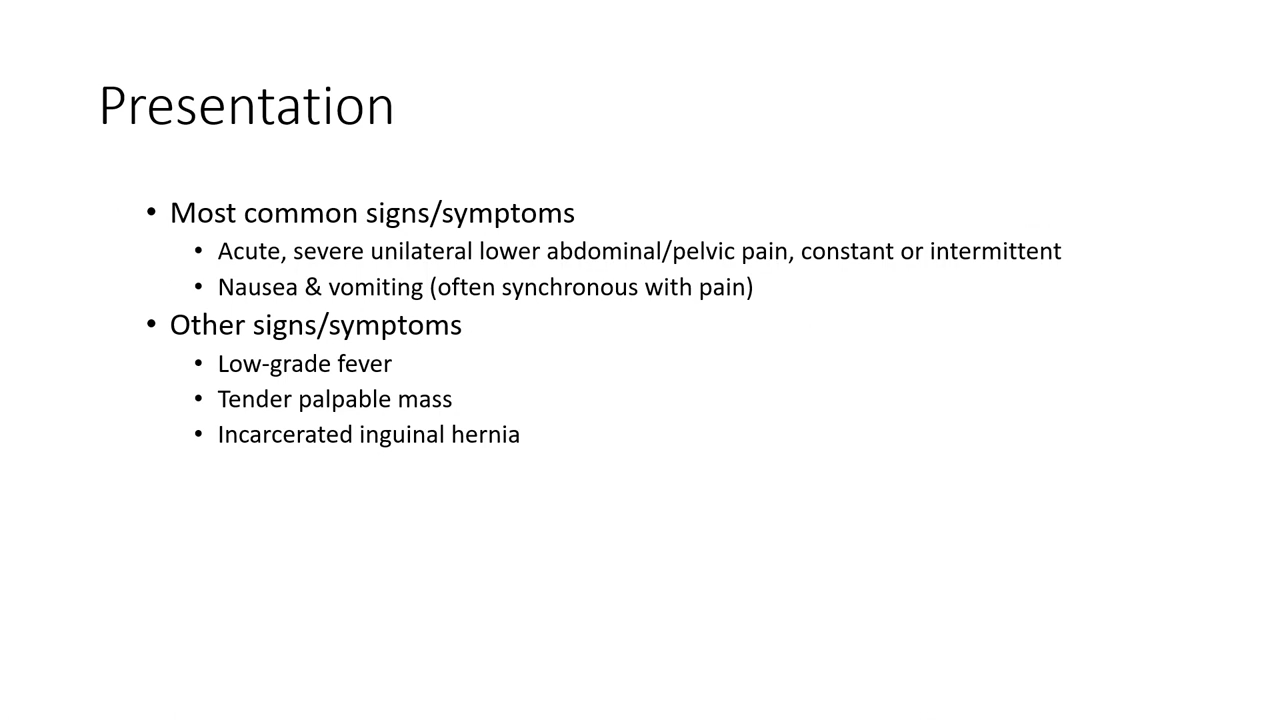 Presentation
• Most common signs/symptoms
• Acute, severe unilateral lower abdominal/pelvic pain, constant or intermittent
• Nausea & vomiting (often synchronous with pain)
• Other signs/symptoms
• Low-grade fever
• Tender palpable mass
• Incarcerated inguinal hernia